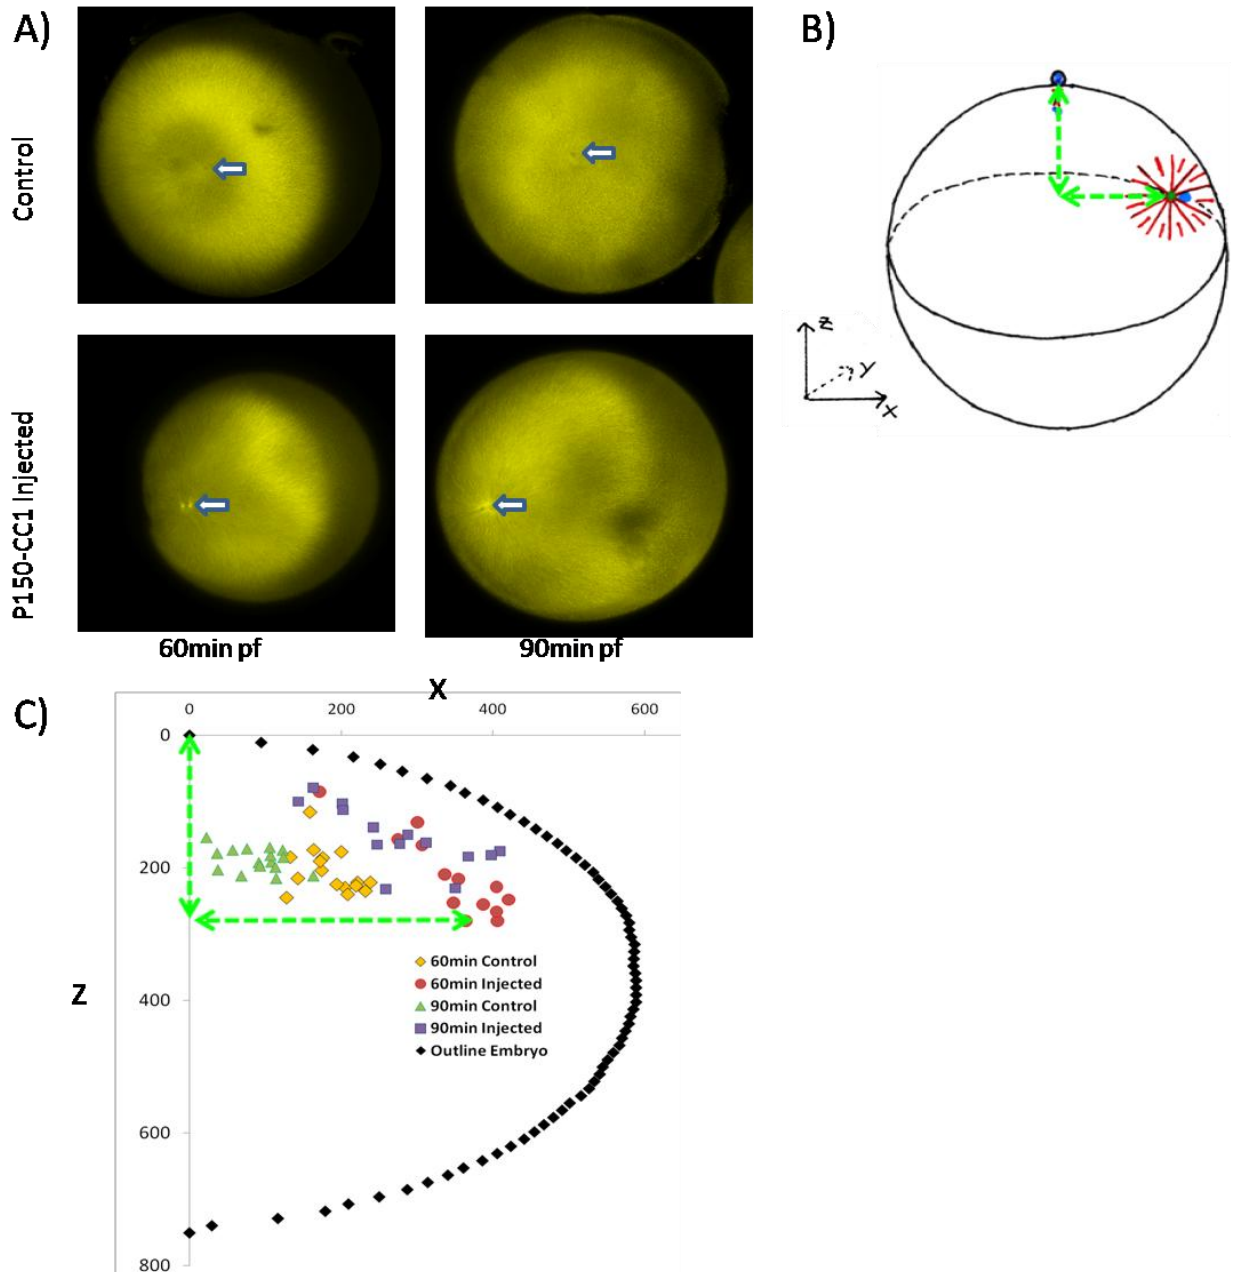 A)
B)
Control
P150-CC1 Injected
60min pf
90min pf
z
y
x
C)
X
0
200
400
600
0
200
400
600
800
Z
60min Control
60min Injected
90min Control
90min Injected
Outline Embryo